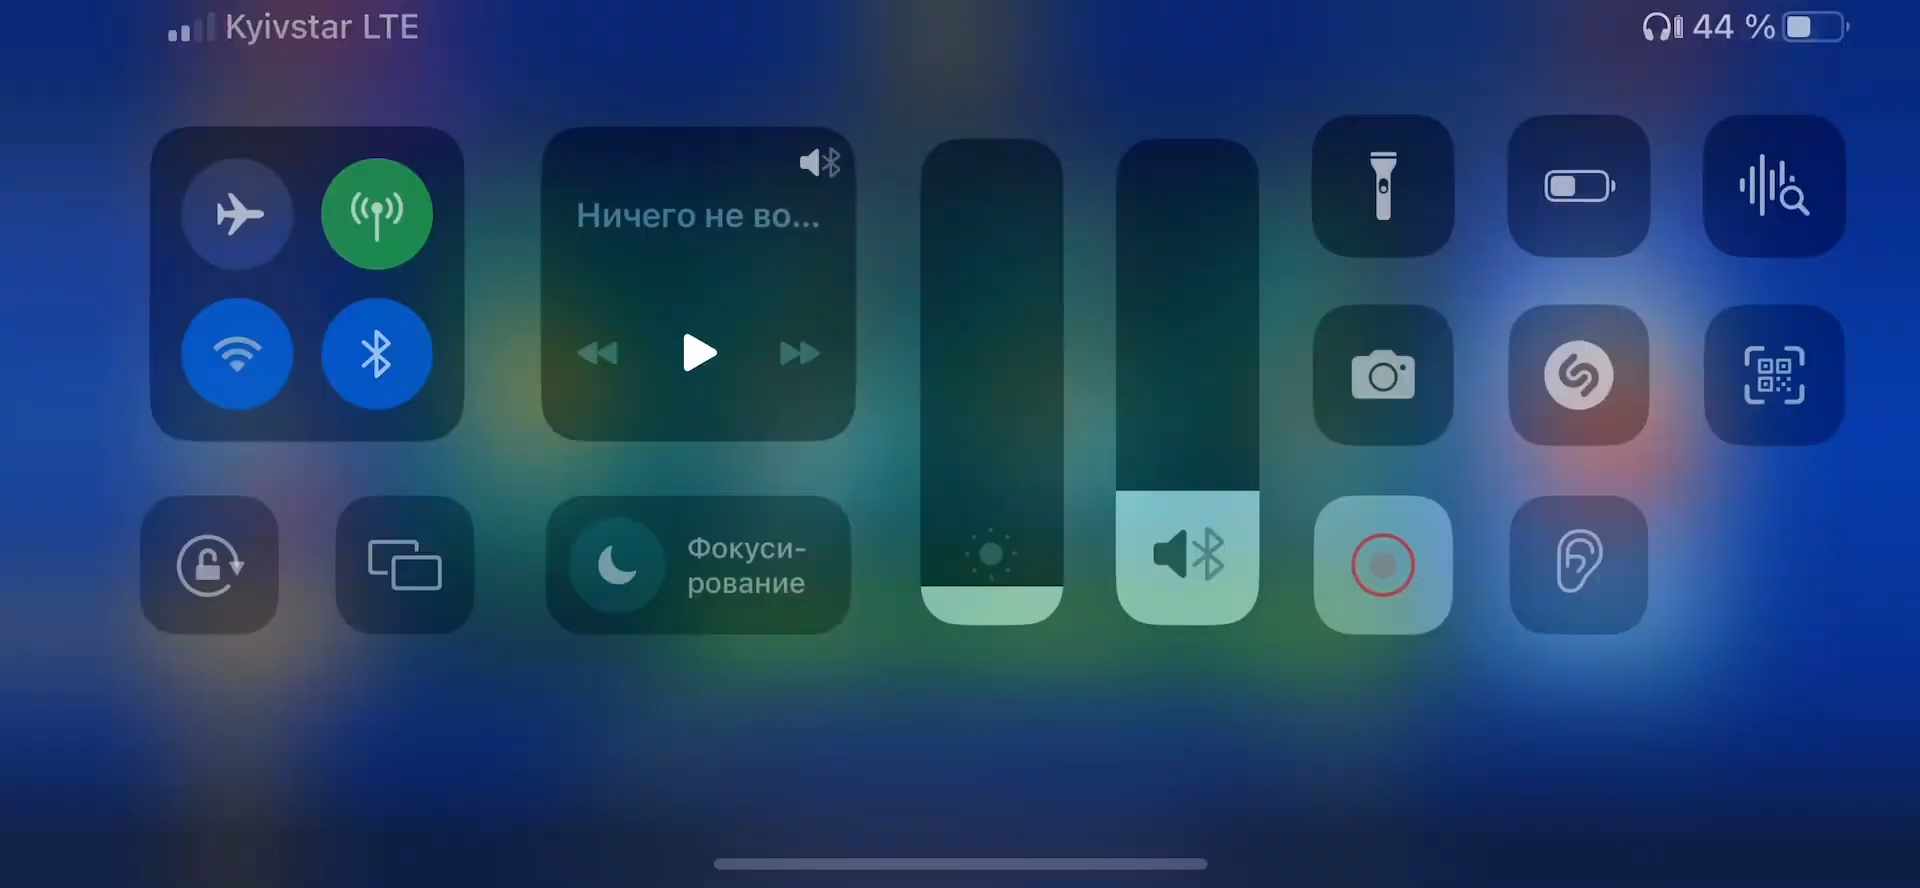 Kyivstar LTE
44 %
Ничего не во...
Фокуси-
рование